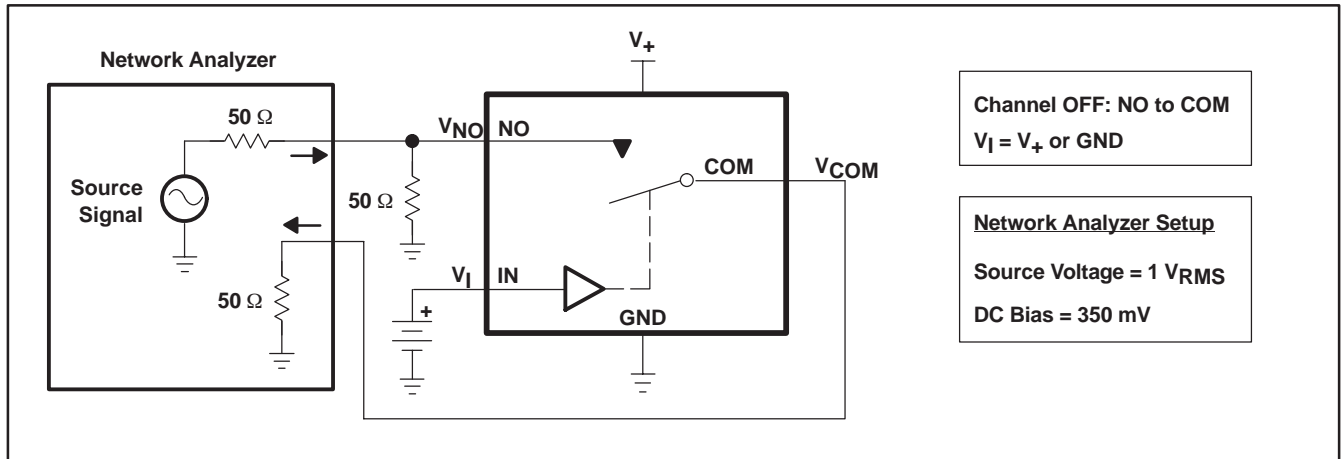 Network Analyzer
50 Ω
Source
Signal
50 Ω
V+
VNO NO
50 Ω
COM
VCOM
VI IN
+
GND
Channel OFF: NO to COM
VI = V+ or GND
Network Analyzer Setup
Source Voltage = 1 VRMS
DC Bias = 350 mV